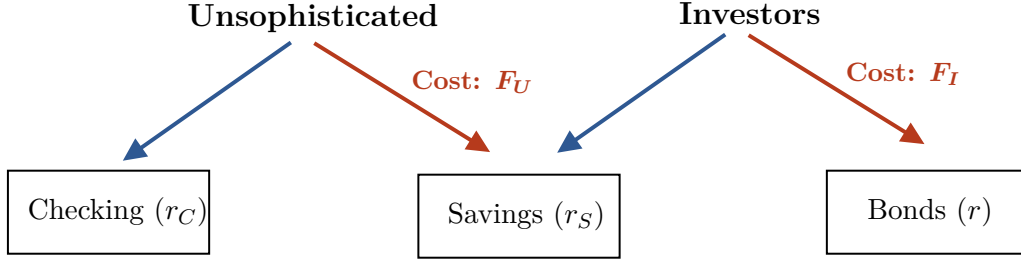 Unsophisticated
Investors
Cost: F_U
Cost: F_I
Checking (r_C)
Savings (r_S)
Bonds (r)